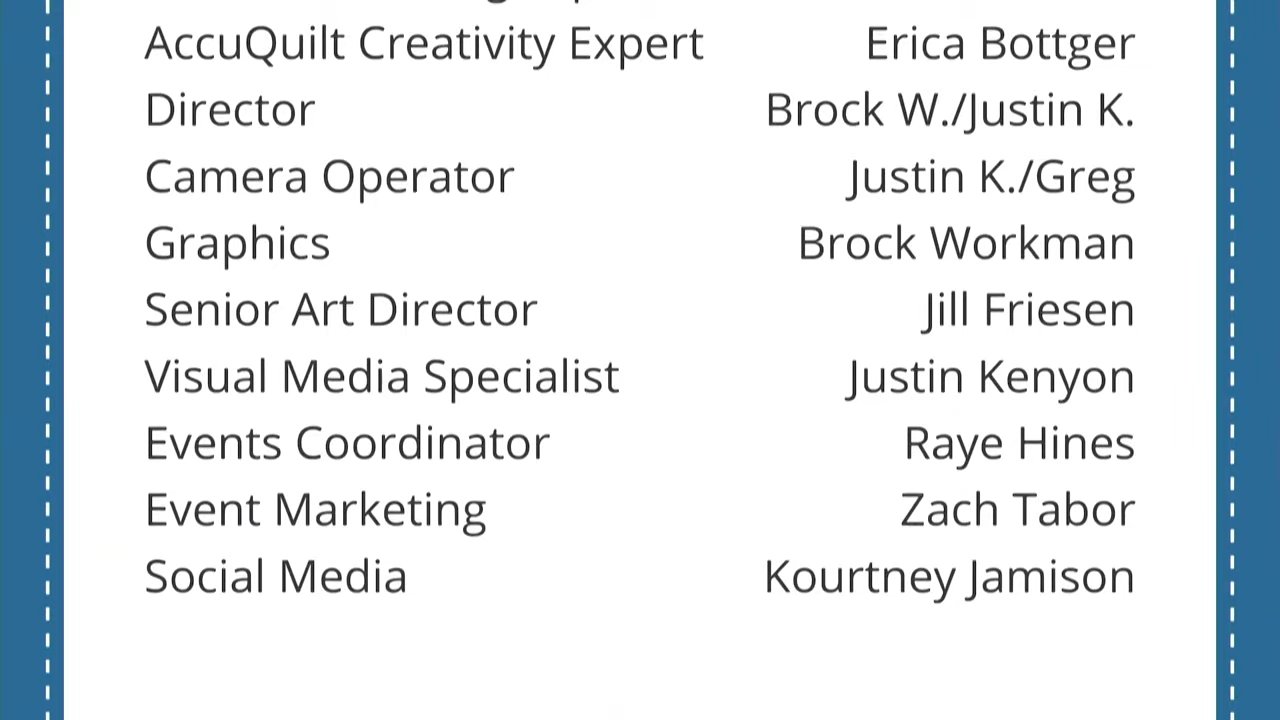 AccuQuilt Creativity Expert Erica Bottger
Director Brock W./Justin K.
Camera Operator Justin K./Greg
Graphics Brock Workman
Senior Art Director Jill Friesen
Visual Media Specialist Justin Kenyon
Events Coordinator Raye Hines
Event Marketing Zach Tabor
Social Media Kourtney Jamison